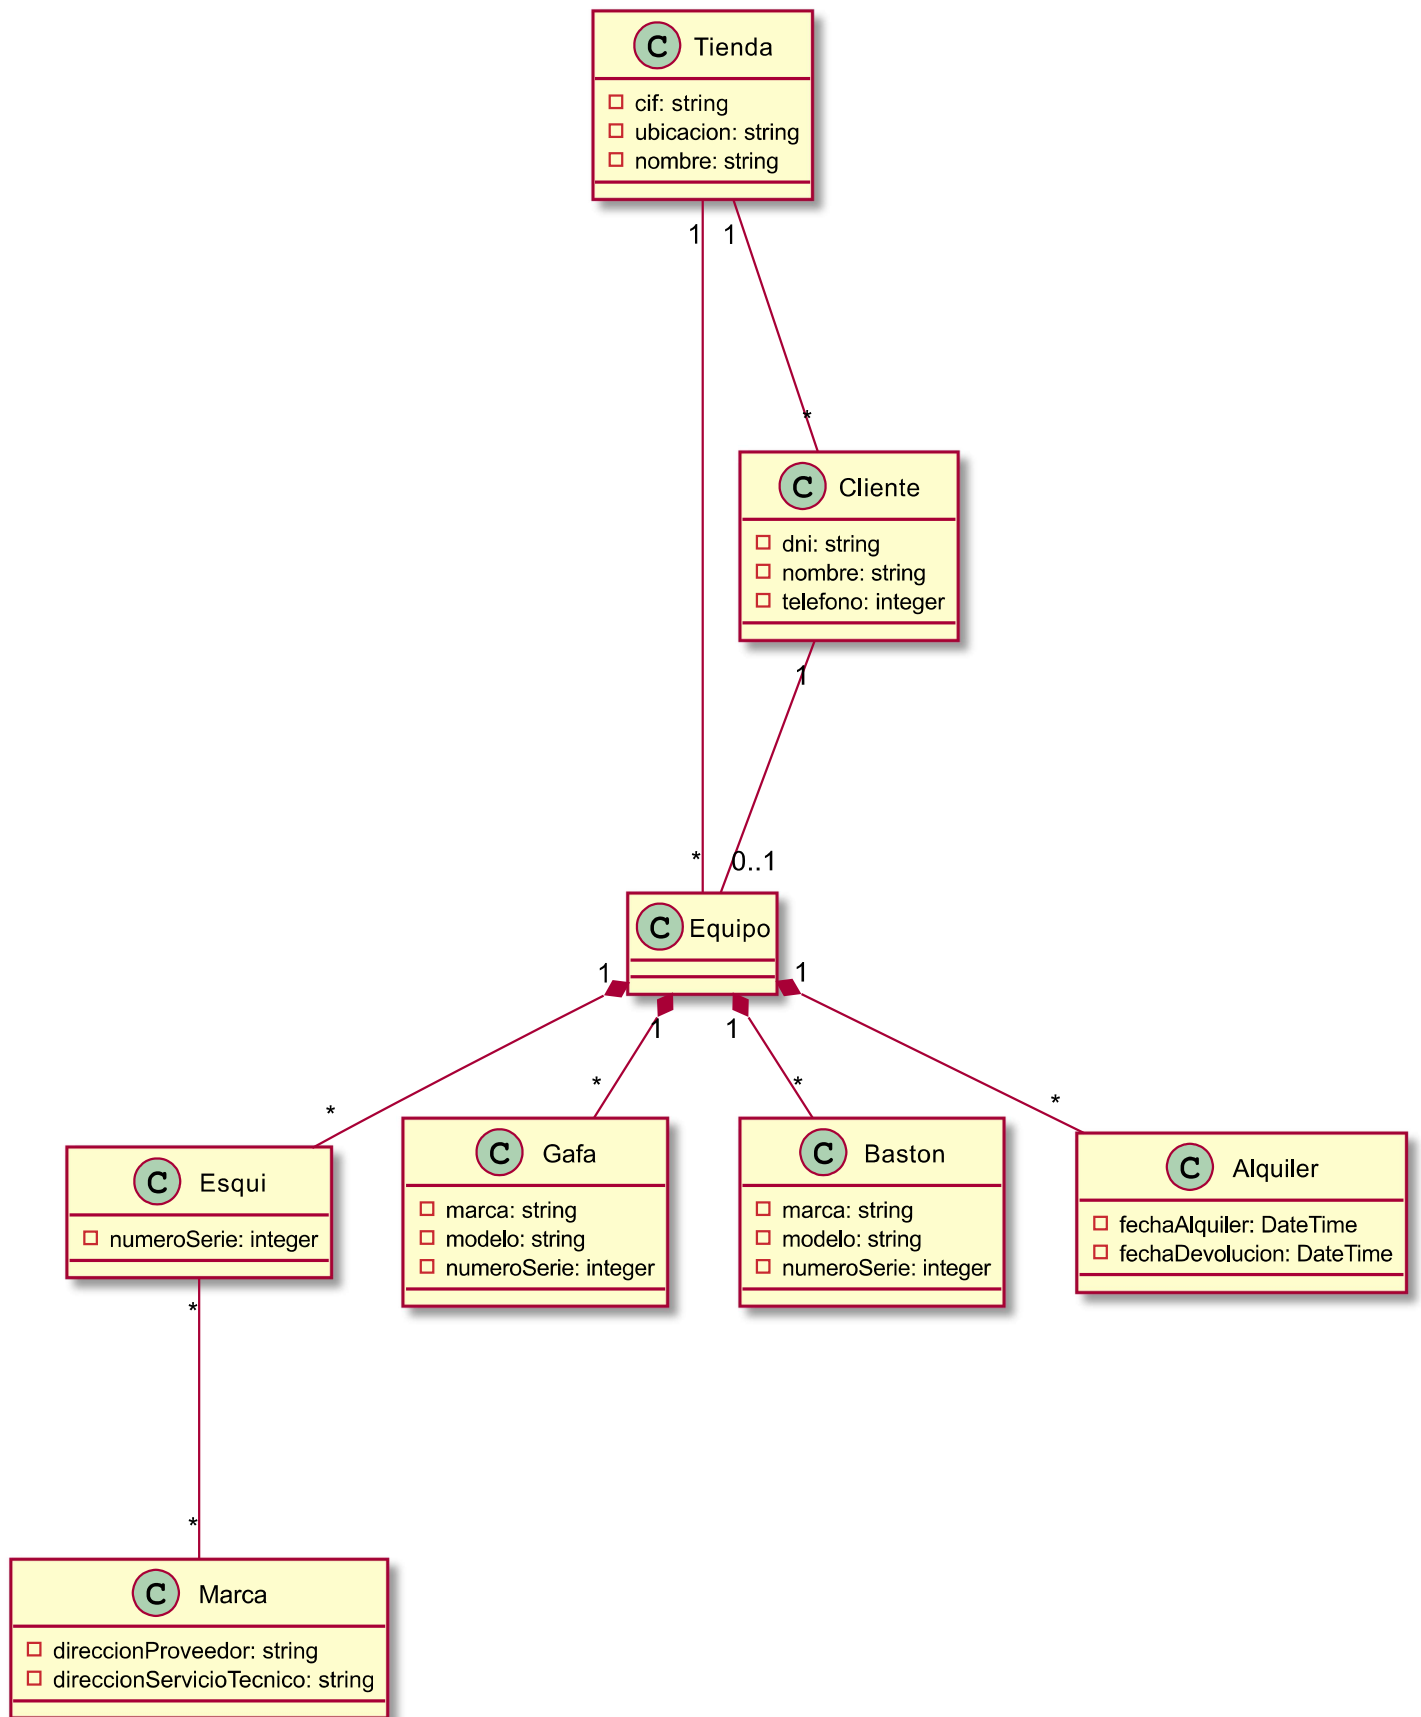 C Tienda
cif: string
ubicacion: string
nombre: string
1 1
*
C Cliente
dni: string
nombre: string
telefono: integer
1
* 0..1
C Equipo
1 1
1 1
* * * *
C Esqui
numeroSerie: integer
C Gafa
marca: string
modelo: string
numeroSerie: integer
C Baston
marca: string
modelo: string
numeroSerie: integer
C Alquiler
fechaAlquiler: DateTime
fechaDevolucion: DateTime
*
*
C Marca
direccionProveedor: string
direccionServicioTecnico: string